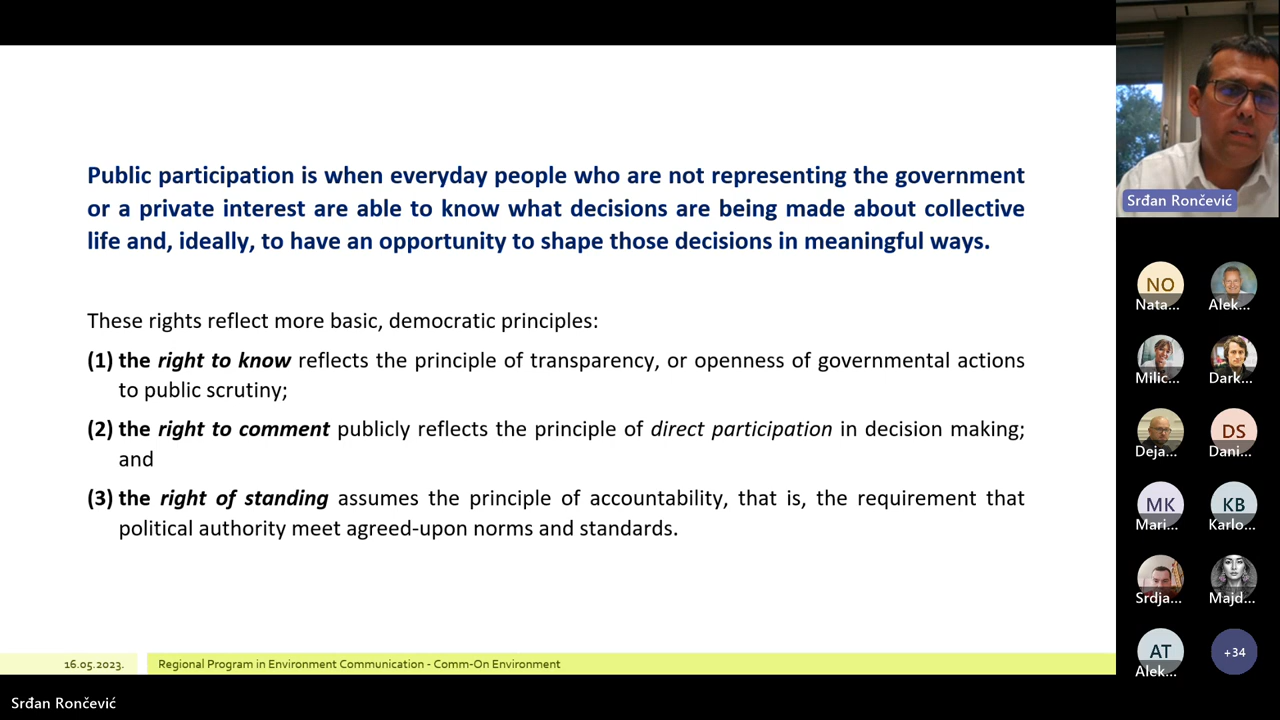 Public participation is when everyday people who are not representing the government
or a private interest are able to know what decisions are being made about collective
life and, ideally, to have an opportunity to shape those decisions in meaningful ways.
These rights reflect more basic, democratic principles:
(1) the right to know reflects the principle of transparency, or openness of governmental actions
to public scrutiny;
(2) the right to comment publicly reflects the principle of direct participation in decision making;
and
(3) the right of standing assumes the principle of accountability, that is, the requirement that
political authority meet agreed-upon norms and standards.
16.05.2023.
Regional Program in Environment Communication - Comm-On Environment
Srđan Rončević
Srđan Rončević
NO
Nata...
Alek...
Milic...
Dark...
Deja...
DS
Dani...
MK
Mari...
KB
Karlo...
Srdja...
Majd...
AT
Alek...
+34